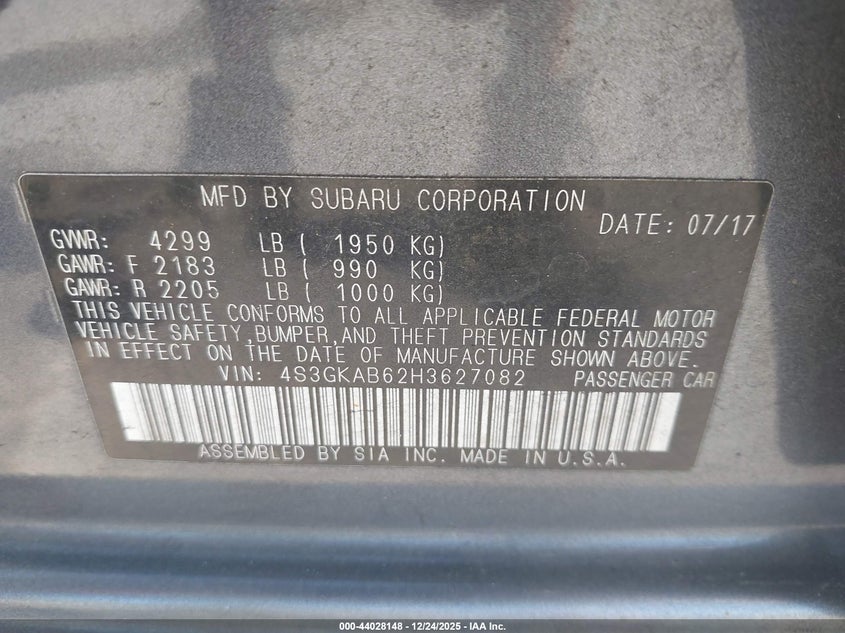 MFD BY SUBARU CORPORATION
DATE: 07/17
GVWR: 4299 LB ( 1950 KG)
GAWR: F 2183 LB ( 990 KG)
GAWR: R 2205 LB ( 1000 KG)
THIS VEHICLE CONFORMS TO ALL APPLICABLE FEDERAL MOTOR
VEHICLE SAFETY,BUMPER,AND THEFT PREVENTION STANDARDS
IN EFFECT ON THE DATE OF MANUFACTURE SHOWN ABOVE.
VIN: 4S3GKAB62H3627082 PASSENGER CAR
ASSEMBLED BY SIA INC. MADE IN U.S.A.
000-44028148 - 12/24/2025 - IAA Inc.